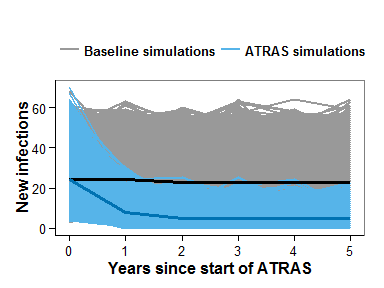 Baseline simulations ATRAS simulations
New infections
60
40
20
0
0 1 2 3 4 5
Years since start of ATRAS